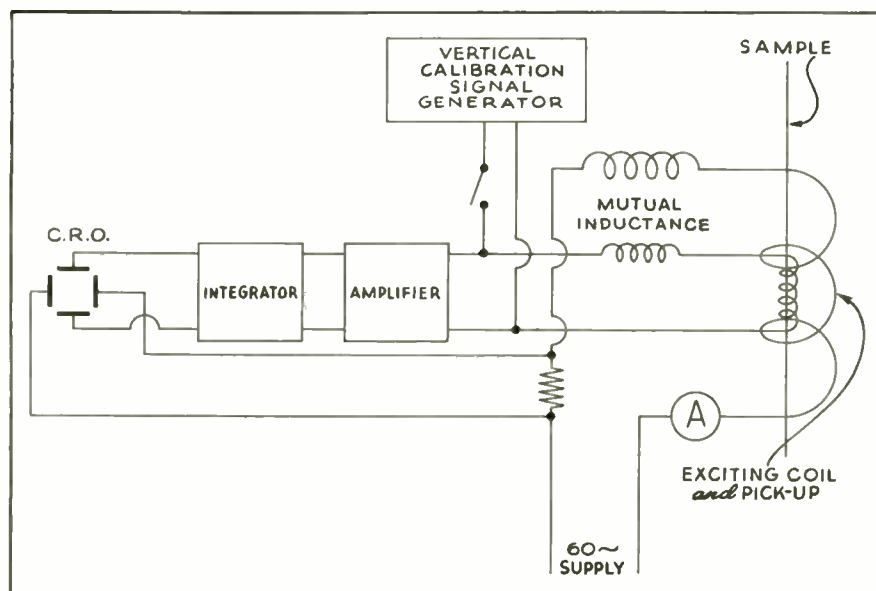 VERTICAL
CALIBRATION
SIGNAL
GENERATOR
SAMPLE
MUTUAL
INDUCTANCE
C.R.O.
INTEGRATOR
AMPLIFIER
A
EXCITING COIL
and PICK-UP
60~
SUPPLY